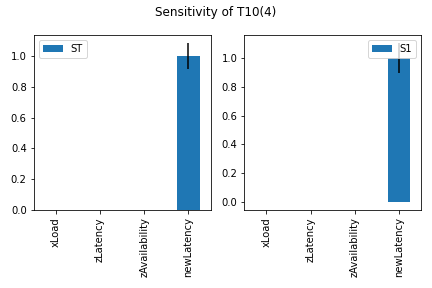 Sensitivity of T10(4)
ST
1.0
0.8
0.6
0.4
0.2
0.0
xLoad
zLatency
zAvailability
newLatency
S1
1.0
0.8
0.6
0.4
0.2
0.0
xLoad
zLatency
zAvailability
newLatency